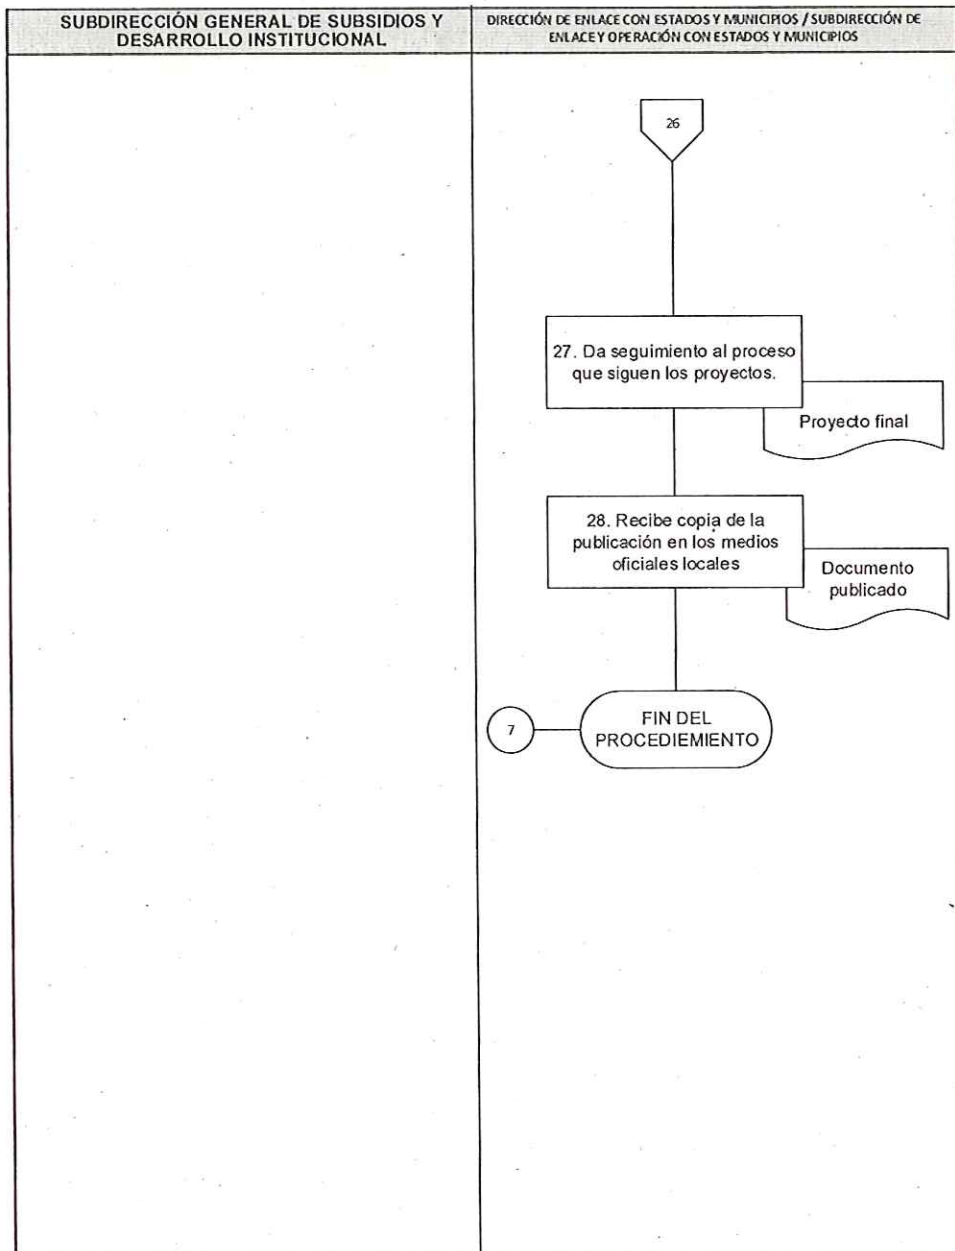 SUBDIRECCIÓN GENERAL DE SUBSIDIOS Y
DESARROLLO INSTITUCIONAL
DIRECCIÓN DE ENLACE CON ESTADOS Y MUNICIPIOS / SUBDIRECCIÓN DE
ENLACE Y OPERACIÓN CON ESTADOS Y MUNICIPIOS
26
27. Da seguimiento al proceso
que siguen los proyectos.
Proyecto final
28. Recibe copia de la
publicación en los medios
oficiales locales
Documento
publicado
7
FIN DEL
PROCEDIEMIENTO